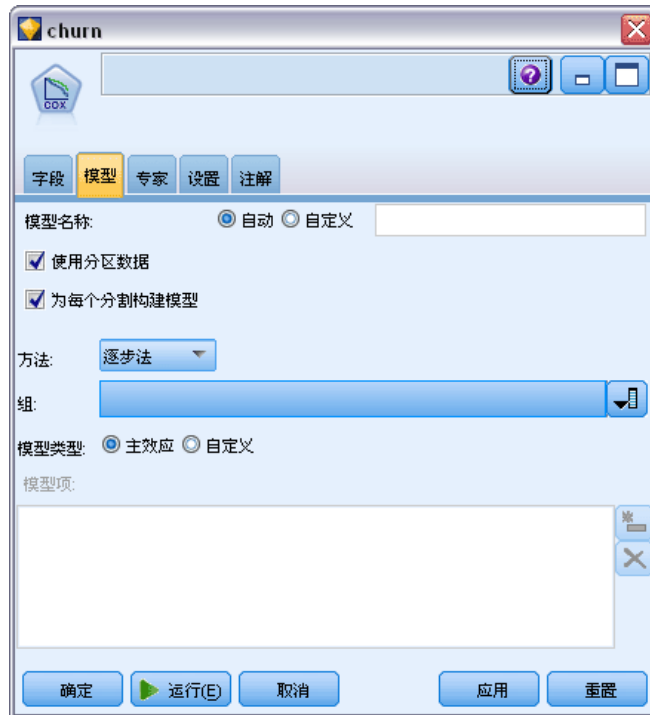 churn
COX
字段 模型 专家 设置 注解
模型名称: 自动 自定义
使用分区数据
为每个分割构建模型
方法: 逐步法
组:
模型类型: 主效应 自定义
模型项:
确定 运行(E) 取消 应用 重置